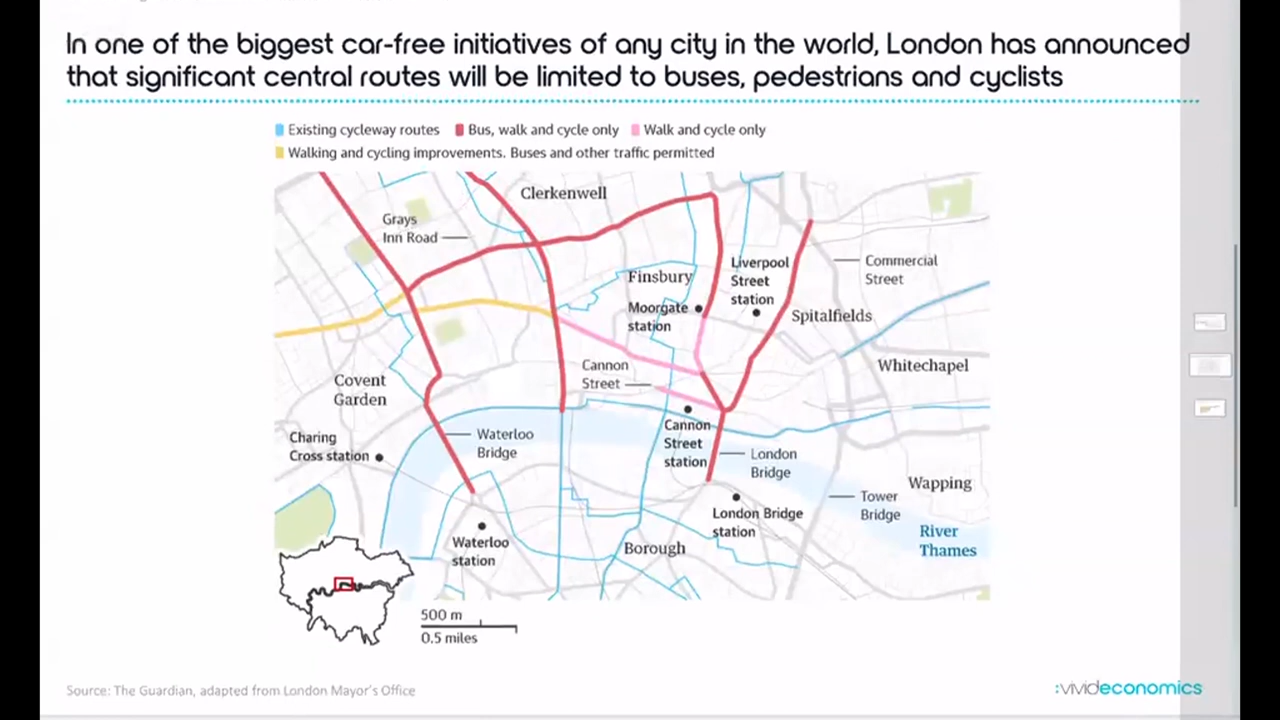 In one of the biggest car-free initiatives of any city in the world, London has announced
that significant central routes will be limited to buses, pedestrians and cyclists
Existing cycleway routes
Bus, walk and cycle only
Walk and cycle only
Walking and cycling improvements. Buses and other traffic permitted
Clerkenwell
Grays
Inn Road
Liverpool
Street
station
Commercial
Street
Finsbury
Moorgate
station
Spitalfields
Cannon
Street
Whitechapel
Covent
Garden
Charing
Cross station
Waterloo
Bridge
Cannon
Street
station
London
Bridge
Wapping
Tower
Bridge
London Bridge
station
River
Thames
Waterloo
station
Borough
500 m
0.5 miles
Source: The Guardian, adapted from London Mayor's Office
:vivideconomics